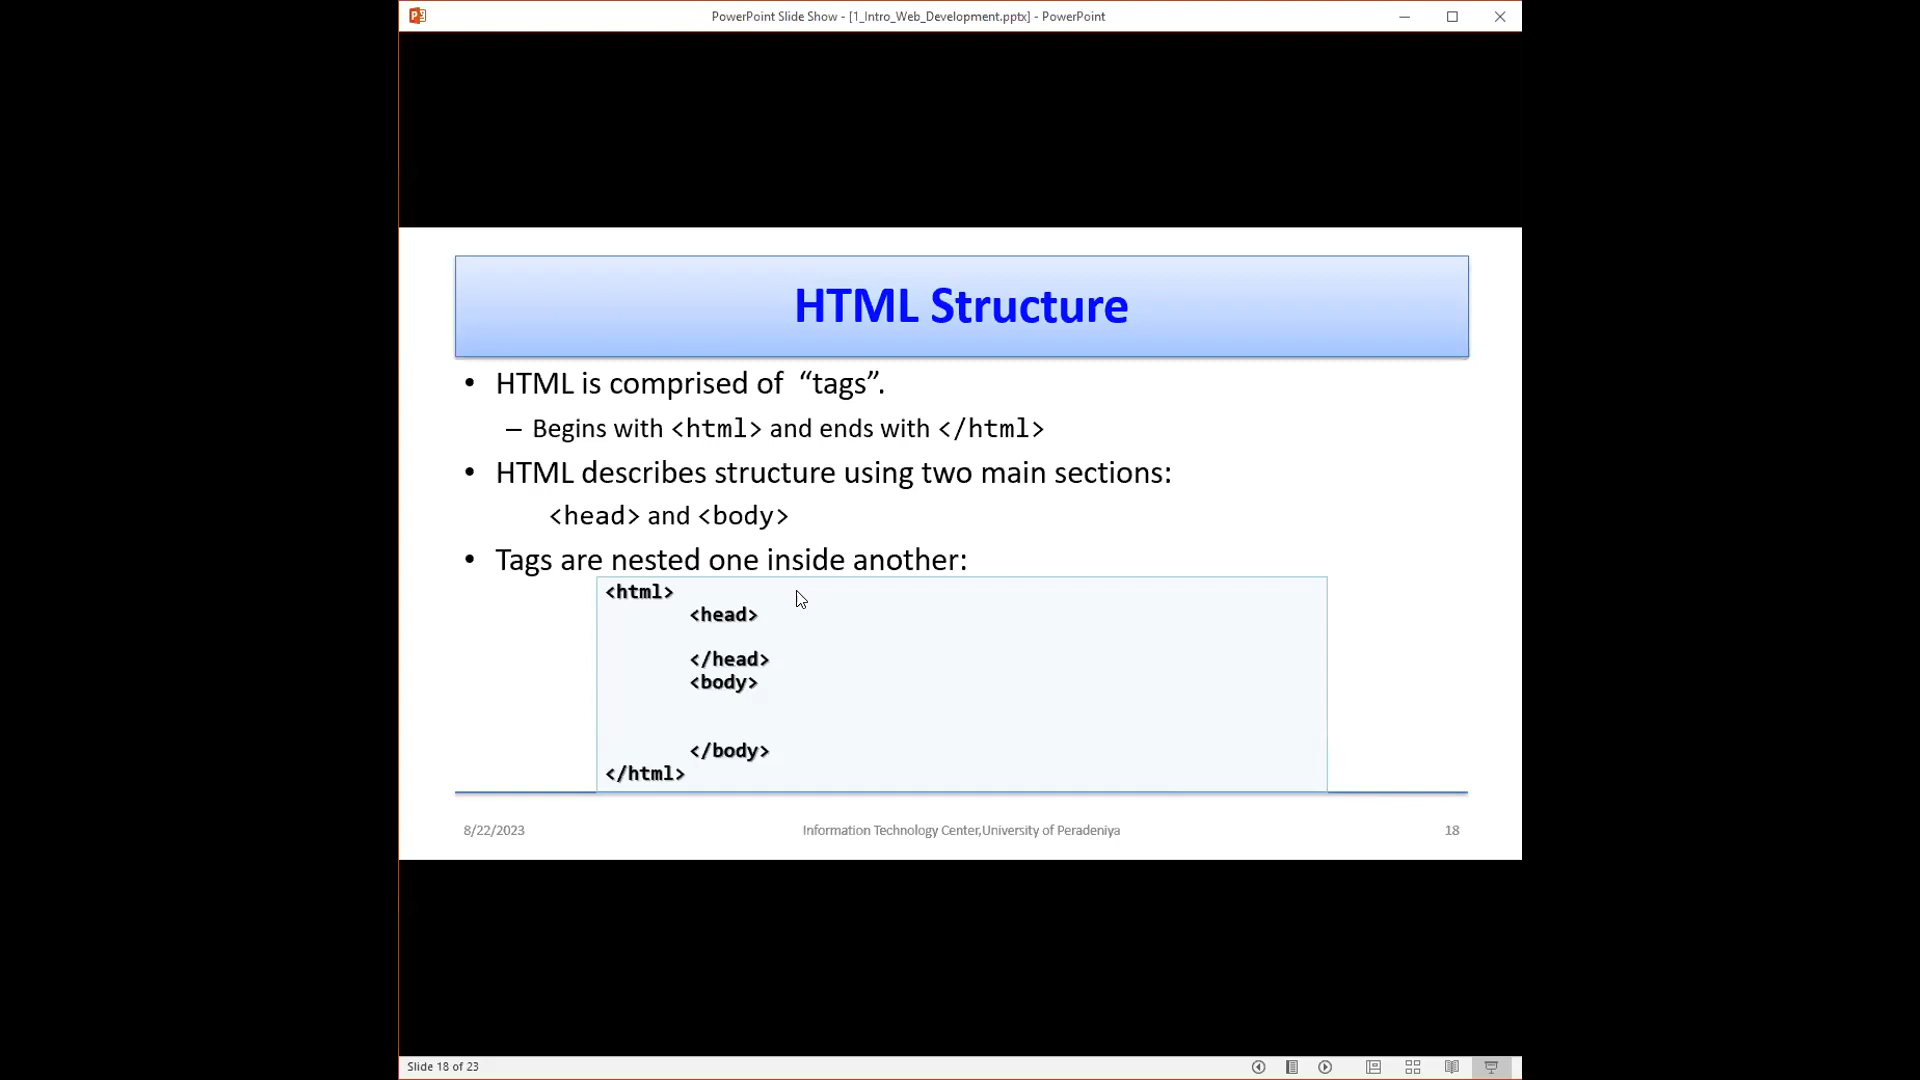 PowerPoint Slide Show - [1_Intro_Web_Development.pptx] - PowerPoint
HTML Structure
• HTML is comprised of “tags”.
– Begins with <html> and ends with </html>
• HTML describes structure using two main sections:
<head> and <body>
• Tags are nested one inside another:
<html>
<head>
</head>
<body>
</body>
</html>
8/22/2023
Information Technology Center,University of Peradeniya
18
Slide 18 of 23